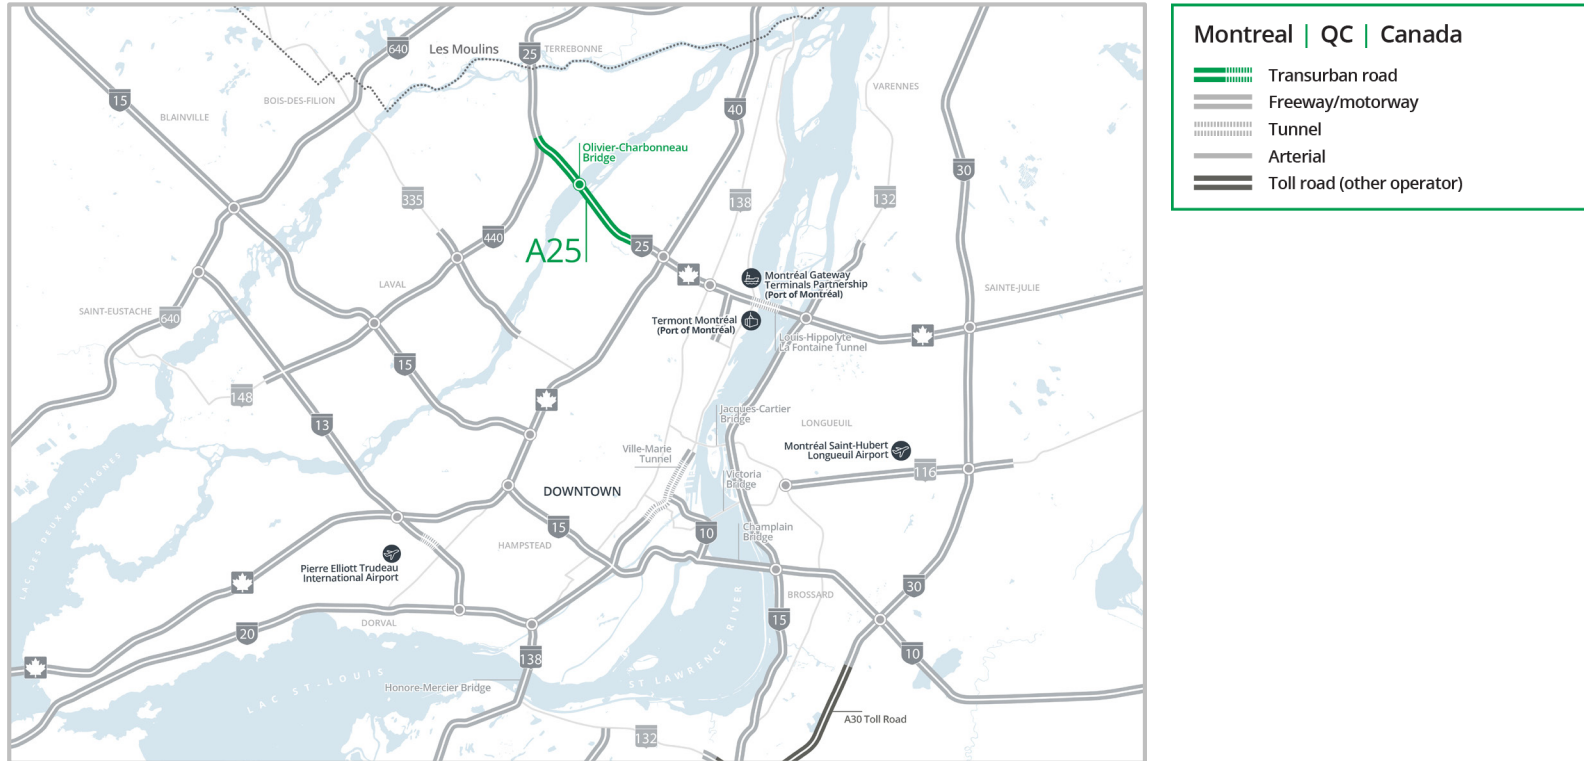 Montreal | QC | Canada
Transurban road
Freeway/motorway
Tunnel
Arterial
Toll road (other operator)
640
Les Moulins
25
TERREBONNE
15
BOIS-DES-FILION
BLAINVILLE
40
VARENNES
Olivier-Charbonneau
Bridge
30
335
138
132
440
A25
25
LAVAL
Montréal Gateway
Terminals Partnership
(Port of Montréal)
SAINTE-JULIE
SAINT-EUSTACHE
640
Termont Montréal
(Port of Montréal)
Louis-Hippolyte
La Fontaine Tunnel
15
148
13
Jacques-Cartier
Bridge
LONGUEUIL
Ville-Marie
Tunnel
Montréal Saint-Hubert
Longueuil Airport
116
LAC DES DEUX MONTAGNES
DOWNTOWN
Victoria
Bridge
15
10
Champlain
Bridge
HAMPSTEAD
Pierre Elliott Trudeau
International Airport
30
BROSSARD
20
DORVAL
15
138
10
ST LAWRENCE RIVER
LAC ST-LOUIS
Honore-Mercier Bridge
A30 Toll Road
132